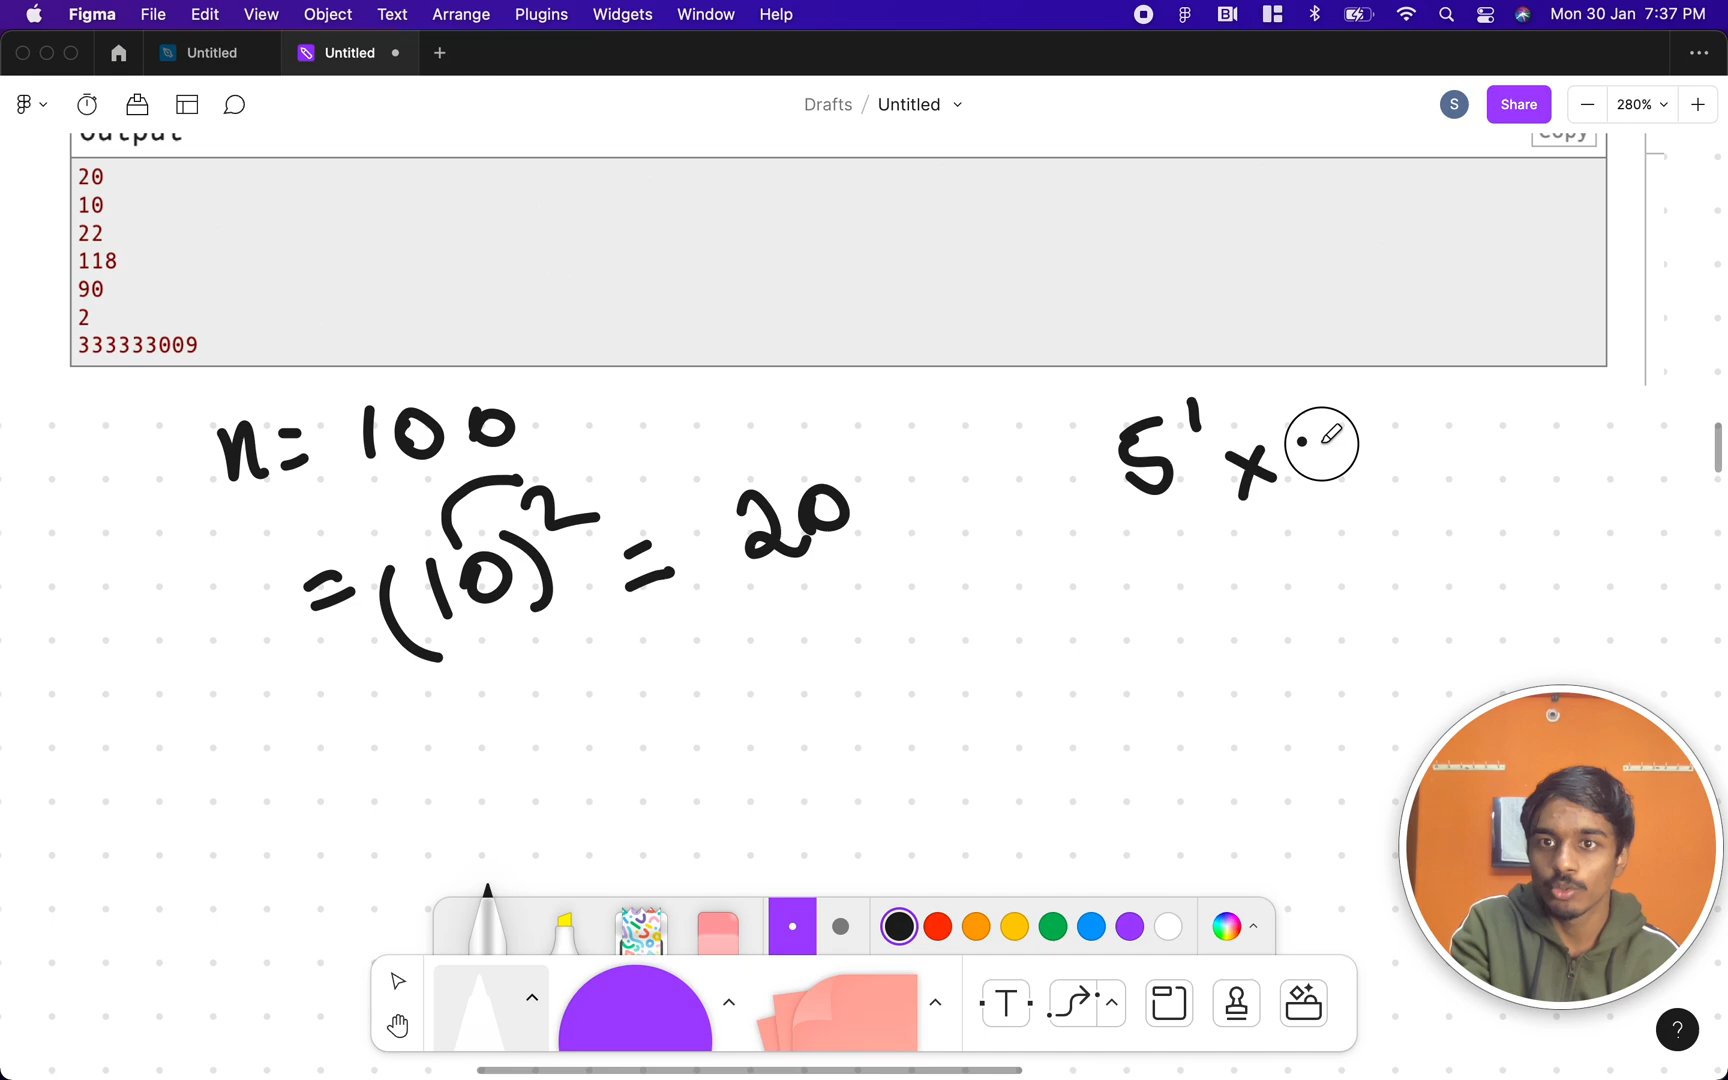 Figma File Edit View Object Text Arrange Plugins Widgets Window Help Mon 30 Jan 7:37 PM
Untitled Untitled
Drafts / Untitled S Share 280%
Output Copy
20
10
22
118
90
2
333333009
n = 100
= (10)² = 20
5¹ ×
T
?